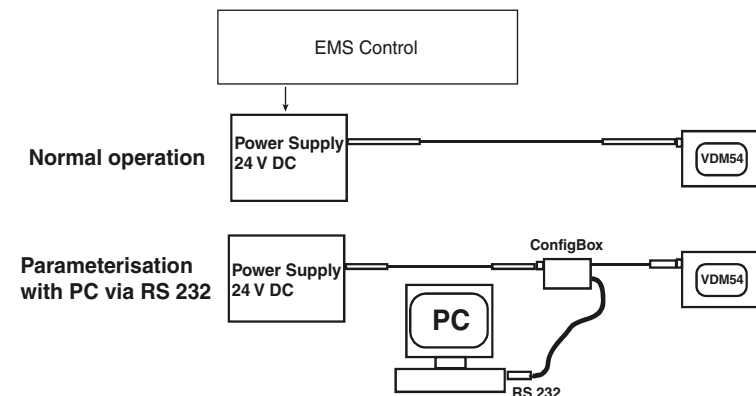 EMS Control
Normal operation
Power Supply
24 V DC
VDM54
Parameterisation
with PC via RS 232
Power Supply
24 V DC
ConfigBox
VDM54
PC
RS 232